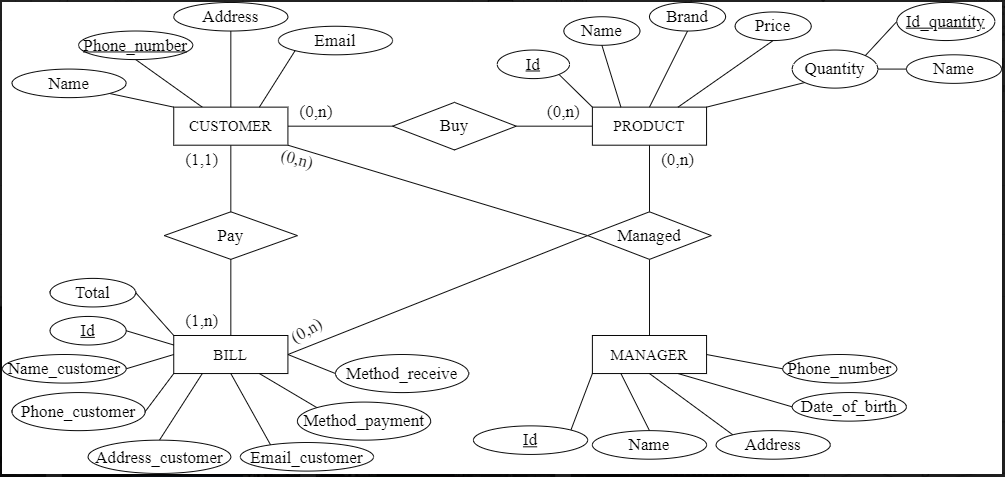 Address
Phone_number
Email
Name
CUSTOMER
(0,n)
(1,1)
(0,n)
Buy
(0,n)
Id
Name
Brand
Price
Quantity
Id_quantity
Name
PRODUCT
(0,n)
Pay
Managed
Total
Id
Name_customer
Phone_customer
Address_customer
Email_customer
Method_payment
Method_receive
(1,n)
(0,n)
BILL
MANAGER
Phone_number
Date_of_birth
Id
Name
Address